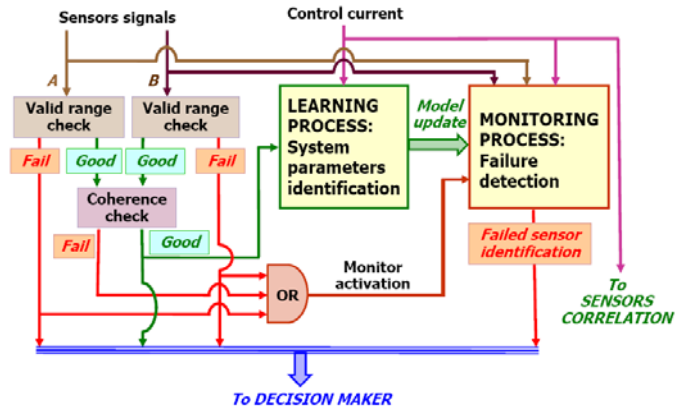 Sensors signals
Control current
A
B
Valid range
check
Valid range
check
LEARNING
PROCESS:
System
parameters
identification
Model
update
MONITORING
PROCESS:
Failure
detection
Fail
Good
Good
Fail
Coherence
check
Fail
Good
Failed sensor
identification
OR
Monitor
activation
To
SENSORS
CORRELATION
To DECISION MAKER